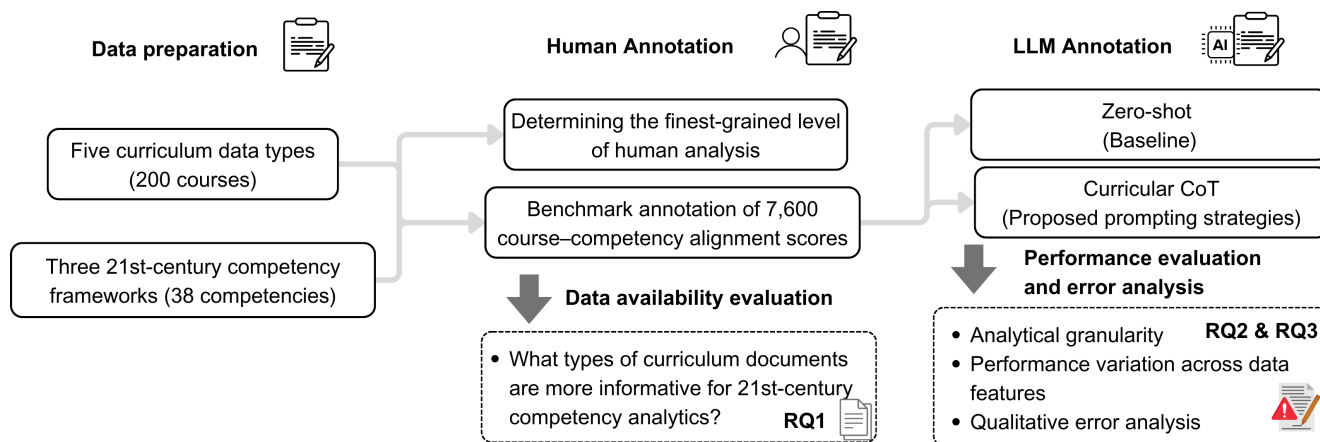 Data preparation
Five curriculum data types
(200 courses)
Three 21st-century competency
frameworks (38 competencies)
Human Annotation
Determining the finest-grained level
of human analysis
Benchmark annotation of 7,600
course–competency alignment scores
Data availability evaluation
• What types of curriculum documents
are more informative for 21st-century
competency analytics?
RQ1
LLM Annotation
AI
Zero-shot
(Baseline)
Curricular CoT
(Proposed prompting strategies)
Performance evaluation
and error analysis
RQ2 & RQ3
• Analytical granularity
• Performance variation across data
features
• Qualitative error analysis